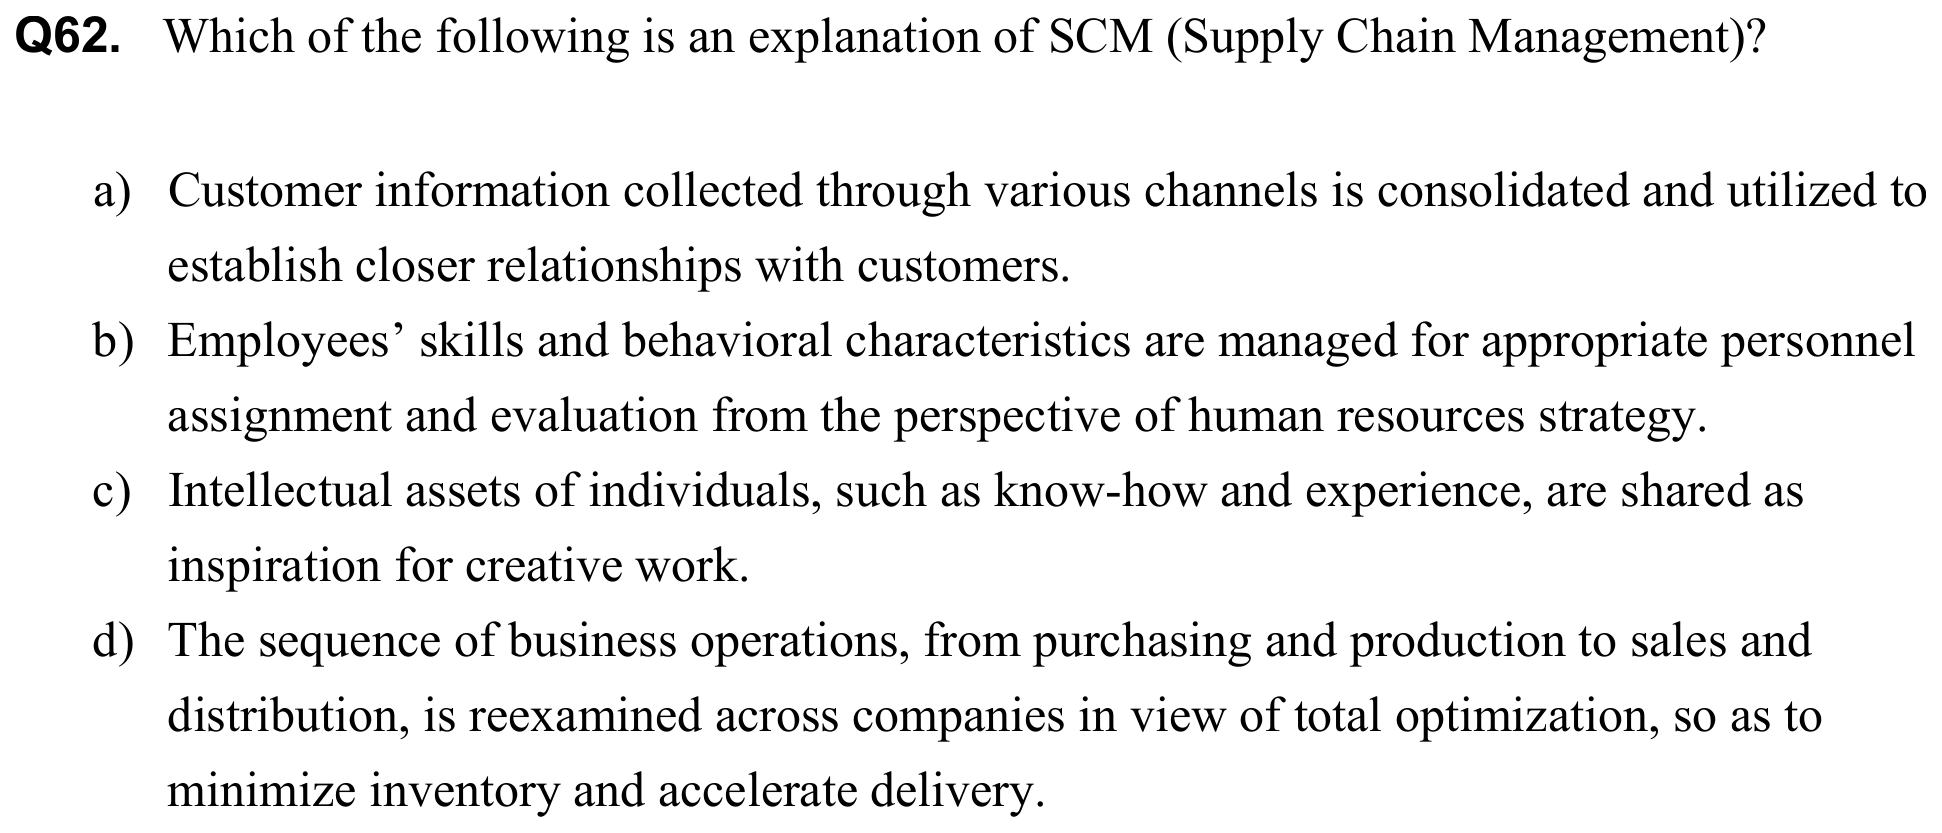 Q62. Which of the following is an explanation of SCM (Supply Chain Management)?
a) Customer information collected through various channels is consolidated and utilized to
establish closer relationships with customers.
b) Employees’ skills and behavioral characteristics are managed for appropriate personnel
assignment and evaluation from the perspective of human resources strategy.
c) Intellectual assets of individuals, such as know-how and experience, are shared as
inspiration for creative work.
d) The sequence of business operations, from purchasing and production to sales and
distribution, is reexamined across companies in view of total optimization, so as to
minimize inventory and accelerate delivery.